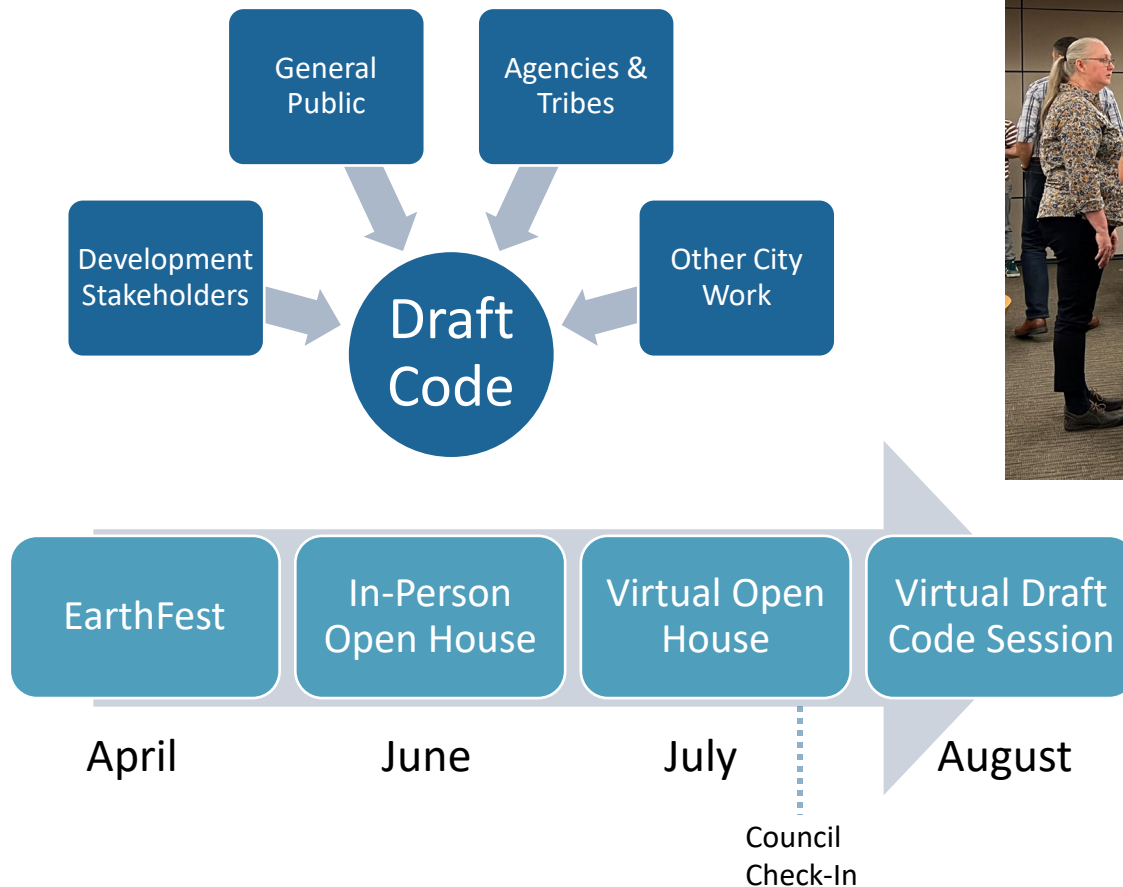 General
Public
Agencies &
Tribes
Development
Stakeholders
Other City
Work
Draft
Code
EarthFest
In-Person
Open House
Virtual Open
House
Virtual Draft
Code Session
April
June
July
August
Council
Check-In